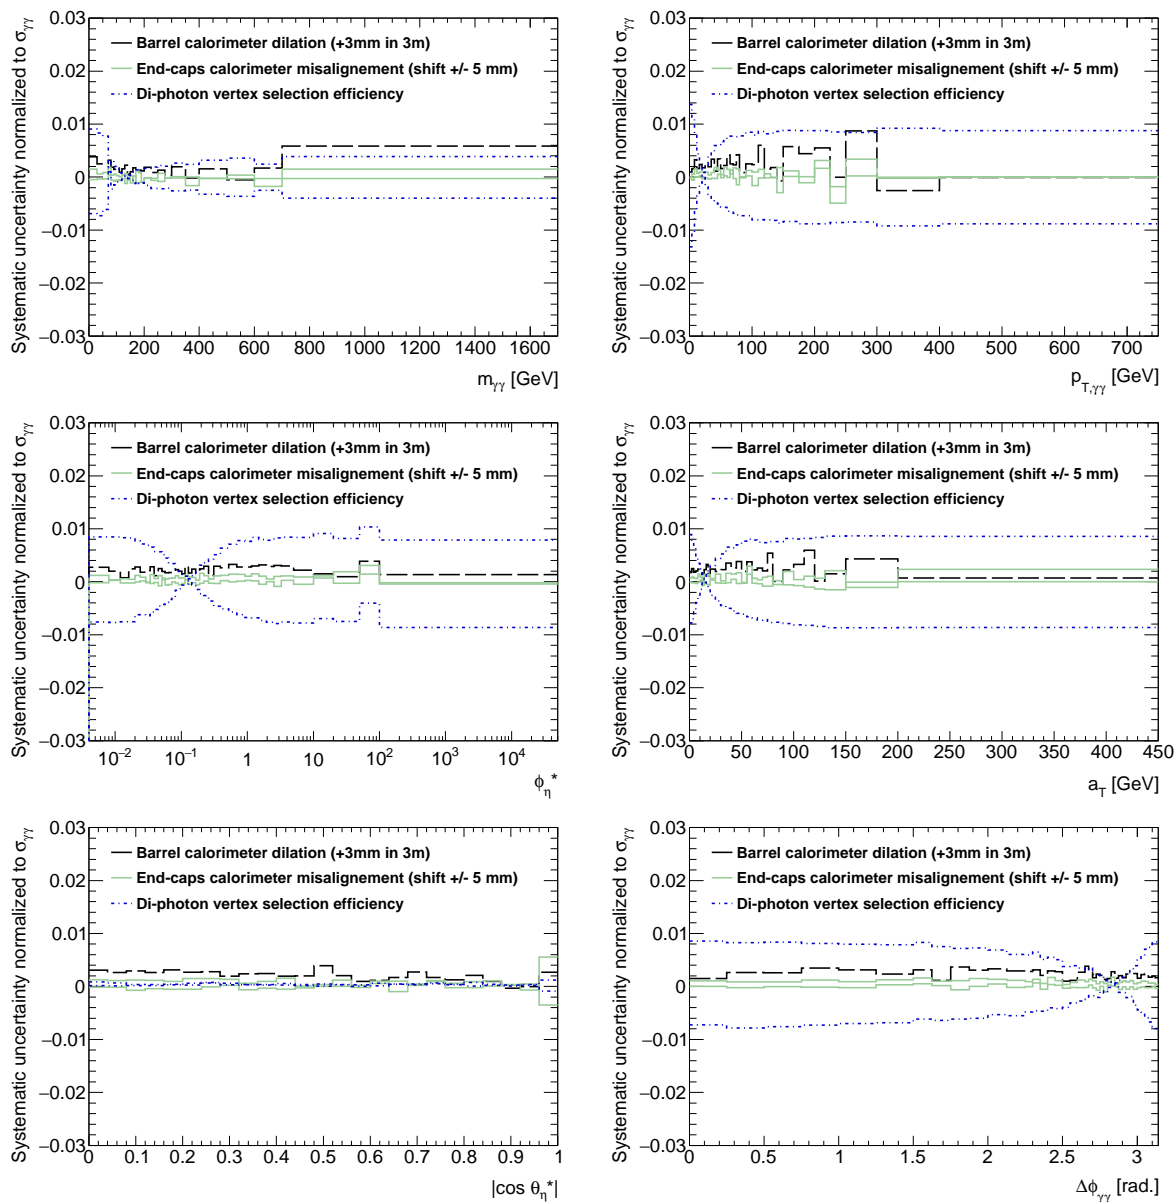 Systematic uncertainty normalized to σγγ
0.03
0.02
0.01
0
−0.01
−0.02
−0.03
Barrel calorimeter dilation (+3mm in 3m)
End-caps calorimeter misalignement (shift +/- 5 mm)
Di-photon vertex selection efficiency
0 200 400 600 800 1000 1200 1400 1600
mγγ [GeV]
Systematic uncertainty normalized to σγγ
0.03
0.02
0.01
0
−0.01
−0.02
−0.03
Barrel calorimeter dilation (+3mm in 3m)
End-caps calorimeter misalignement (shift +/- 5 mm)
Di-photon vertex selection efficiency
0 100 200 300 400 500 600 700
pT,γγ [GeV]
Systematic uncertainty normalized to σγγ
0.03
0.02
0.01
0
−0.01
−0.02
−0.03
Barrel calorimeter dilation (+3mm in 3m)
End-caps calorimeter misalignement (shift +/- 5 mm)
Di-photon vertex selection efficiency
10−2 10−1 1 10 102 103 104
ϕη*
Systematic uncertainty normalized to σγγ
0.03
0.02
0.01
0
−0.01
−0.02
−0.03
Barrel calorimeter dilation (+3mm in 3m)
End-caps calorimeter misalignement (shift +/- 5 mm)
Di-photon vertex selection efficiency
0 50 100 150 200 250 300 350 400 450
aT [GeV]
Systematic uncertainty normalized to σγγ
0.03
0.02
0.01
0
−0.01
−0.02
−0.03
Barrel calorimeter dilation (+3mm in 3m)
End-caps calorimeter misalignement (shift +/- 5 mm)
Di-photon vertex selection efficiency
0 0.1 0.2 0.3 0.4 0.5 0.6 0.7 0.8 0.9 1
|cos θη*|
Systematic uncertainty normalized to σγγ
0.03
0.02
0.01
0
−0.01
−0.02
−0.03
Barrel calorimeter dilation (+3mm in 3m)
End-caps calorimeter misalignement (shift +/- 5 mm)
Di-photon vertex selection efficiency
0 0.5 1 1.5 2 2.5 3
Δϕγγ [rad.]